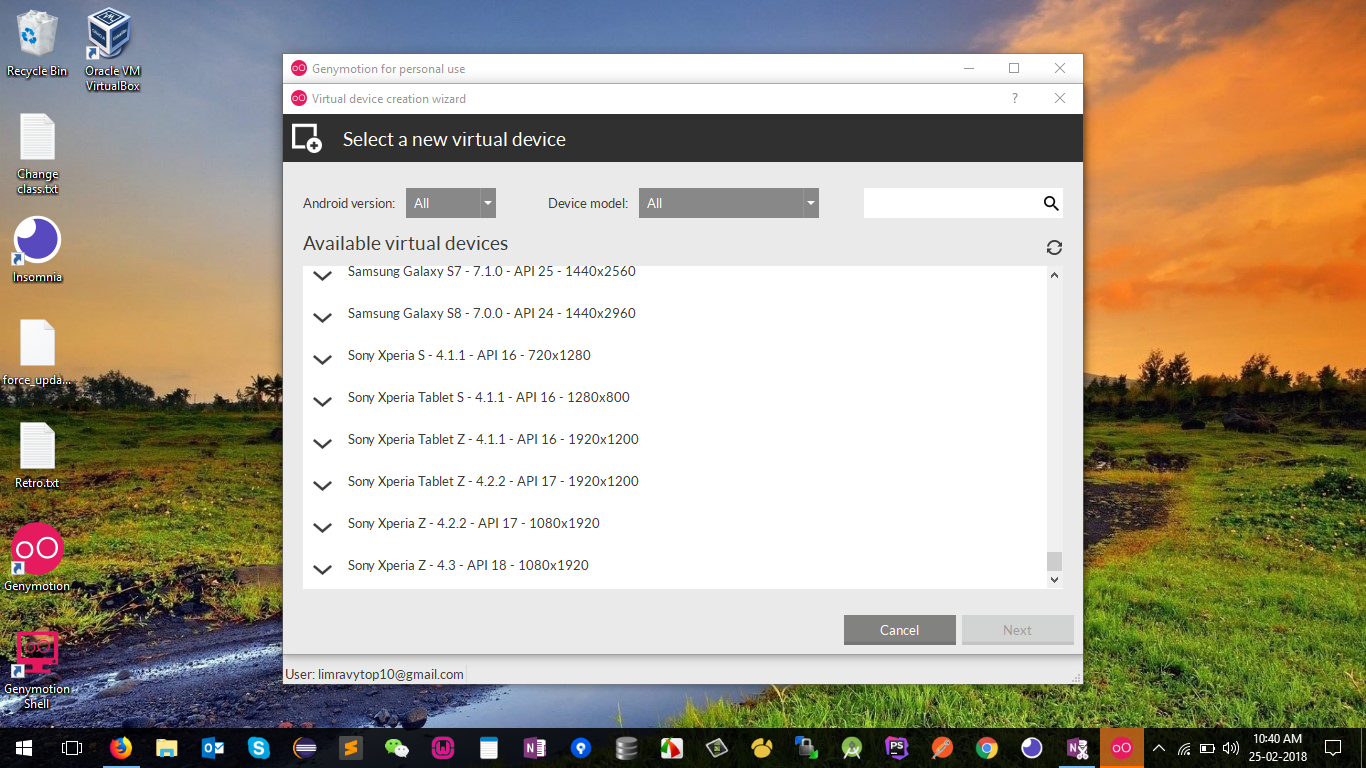 Recycle Bin
Oracle VM
VirtualBox
Change
class.txt
Insomnia
force_upda...
Retro.txt
Genymotion
Genymotion
Shell
Genymotion for personal use
Virtual device creation wizard
?
Select a new virtual device
Android version: All Device model: All
Available virtual devices
Samsung Galaxy S7 - 7.1.0 - API 25 - 1440x2560
Samsung Galaxy S8 - 7.0.0 - API 24 - 1440x2960
Sony Xperia S - 4.1.1 - API 16 - 720x1280
Sony Xperia Tablet S - 4.1.1 - API 16 - 1280x800
Sony Xperia Tablet Z - 4.1.1 - API 16 - 1920x1200
Sony Xperia Tablet Z - 4.2.2 - API 17 - 1920x1200
Sony Xperia Z - 4.2.2 - API 17 - 1080x1920
Sony Xperia Z - 4.3 - API 18 - 1080x1920
Cancel Next
User: limravytop10@gmail.com
PS
10:40 AM
25-02-2018